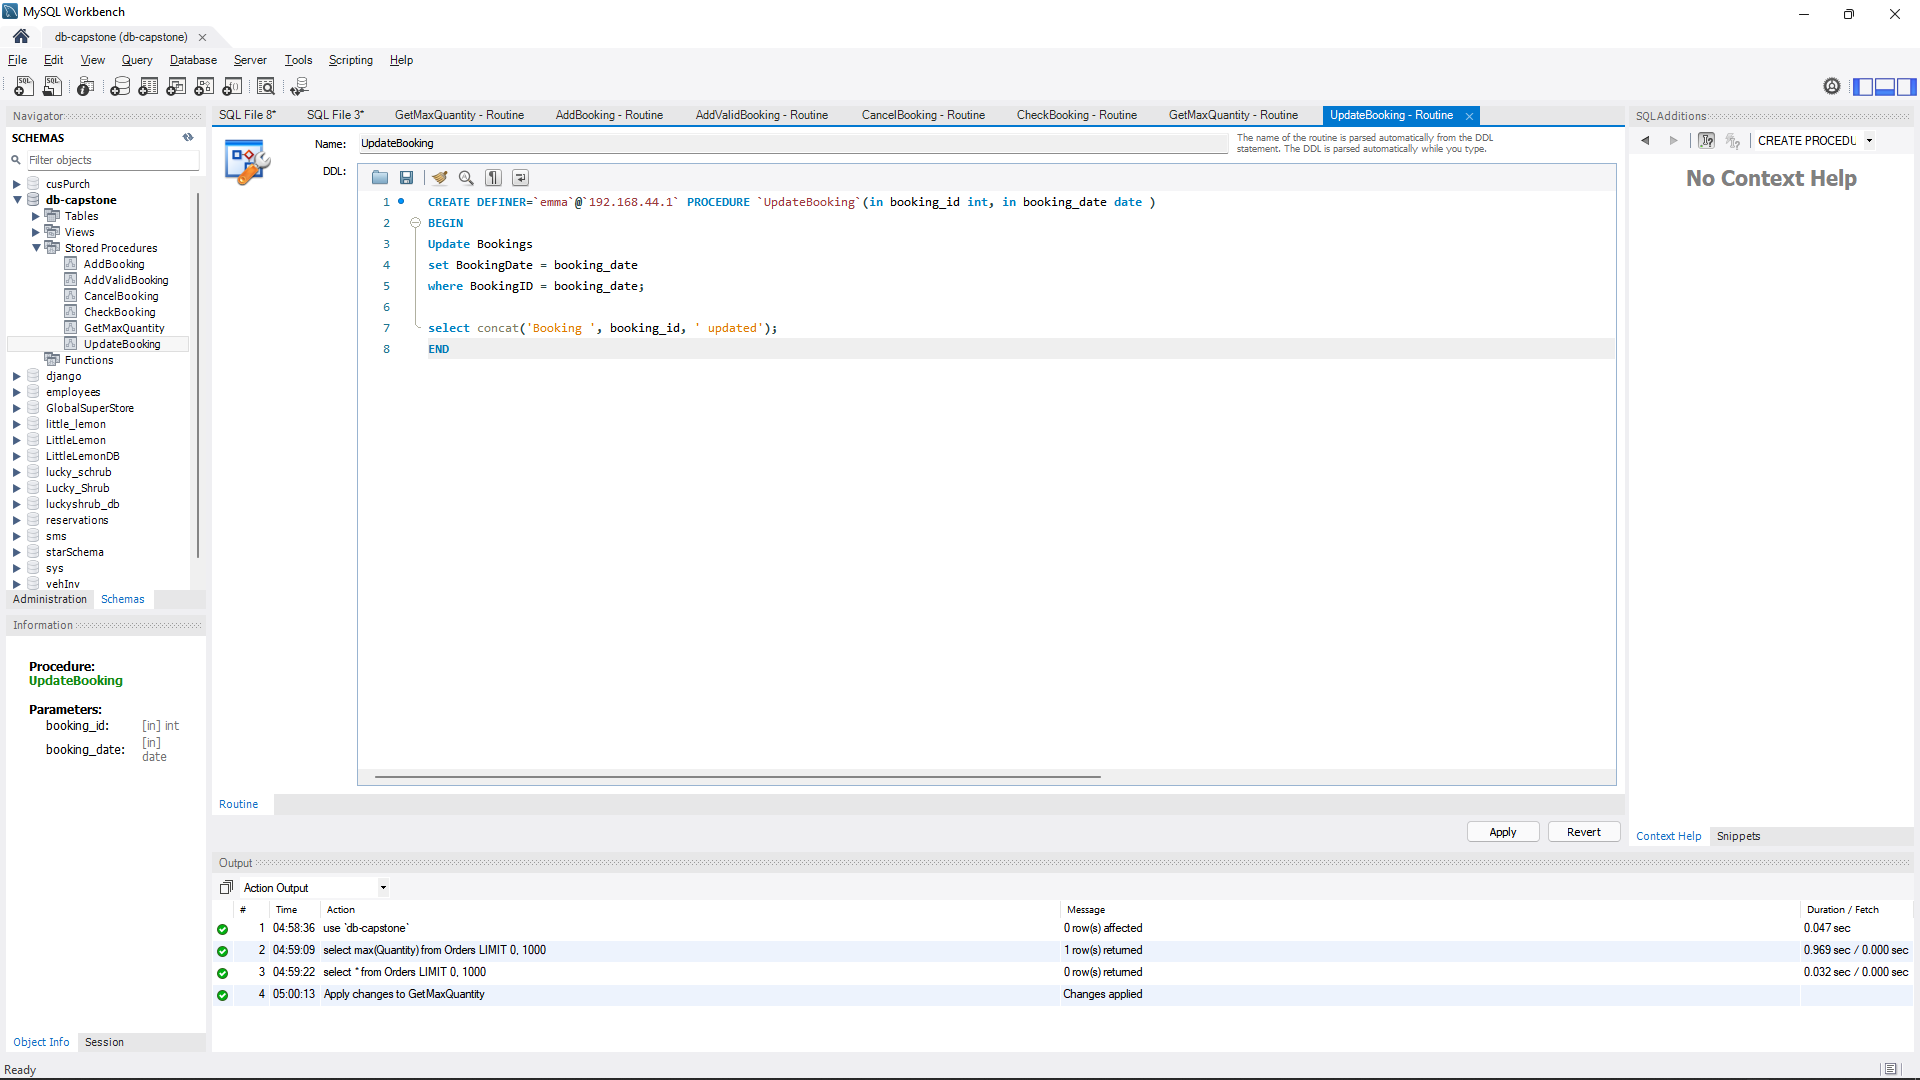 MySQL Workbench
db-capstone (db-capstone)
File Edit View Query Database Server Tools Scripting Help
Navigator
SCHEMAS
Filter objects
cusPurch
db-capstone
Tables
Views
Stored Procedures
AddBooking
AddValidBooking
CancelBooking
CheckBooking
GetMaxQuantity
UpdateBooking
Functions
django
employees
GlobalSuperStore
little_lemon
LittleLemon
LittleLemonDB
lucky_schrub
Lucky_Shrub
luckyshrub_db
reservations
sms
starSchema
sys
vehInv
Administration Schemas
Information
Procedure:
UpdateBooking
Parameters:
booking_id: [in] int
booking_date: [in]
date
Object Info Session
SQL File 8* SQL File 3* GetMaxQuantity - Routine AddBooking - Routine AddValidBooking - Routine CancelBooking - Routine CheckBooking - Routine GetMaxQuantity - Routine UpdateBooking - Routine
Name: UpdateBooking
The name of the routine is parsed automatically from the DDL
statement. The DDL is parsed automatically while you type.
DDL:
1 CREATE DEFINER=`emma`@`192.168.44.1` PROCEDURE `UpdateBooking`(in booking_id int, in booking_date date )
2 BEGIN
3 Update Bookings
4 set BookingDate = booking_date
5 where BookingID = booking_date;
6
7 select concat('Booking ', booking_id, ' updated');
8 END
Routine
Apply Revert
SQLAdditions
CREATE PROCEDU
No Context Help
Context Help Snippets
Output
Action Output
# Time Action Message Duration / Fetch
1 04:58:36 use `db-capstone` 0 row(s) affected 0.047 sec
2 04:59:09 select max(Quantity) from Orders LIMIT 0, 1000 1 row(s) returned 0.969 sec / 0.000 sec
3 04:59:22 select * from Orders LIMIT 0, 1000 0 row(s) returned 0.032 sec / 0.000 sec
4 05:00:13 Apply changes to GetMaxQuantity Changes applied
Ready